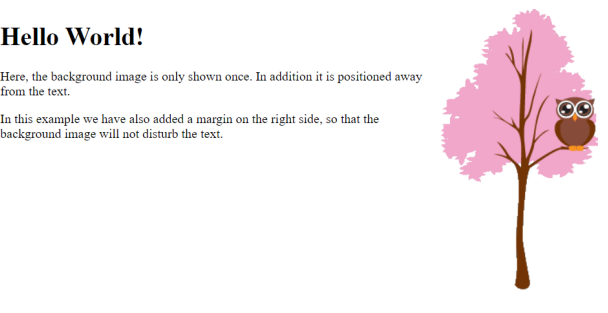 Hello World!
Here, the background image is only shown once. In addition it is positioned away
from the text.
In this example we have also added a margin on the right side, so that the
background image will not disturb the text.